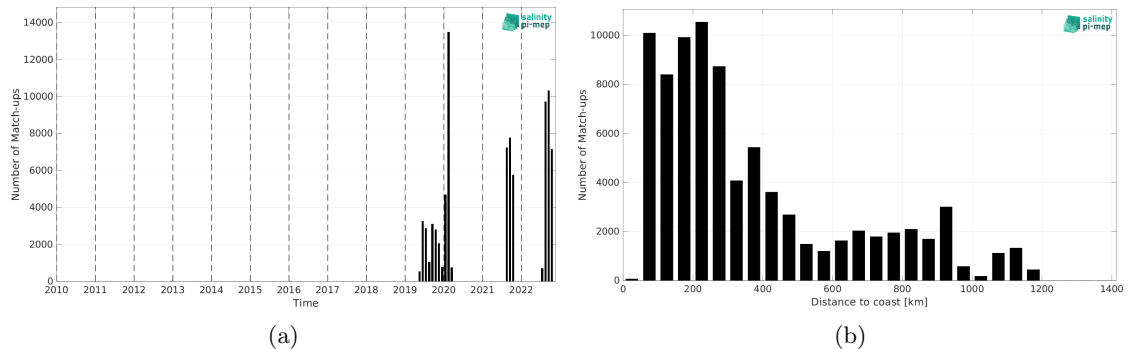 14000
12000
10000
8000
6000
4000
2000
0
Number of Match-ups
2010 2011 2012 2013 2014 2015 2016 2017 2018 2019 2020 2021 2022
Time
salinity
pi-mep
(a)
10000
8000
6000
4000
2000
0
Number of Match-ups
0 200 400 600 800 1000 1200 1400
Distance to coast [km]
salinity
pi-mep
(b)